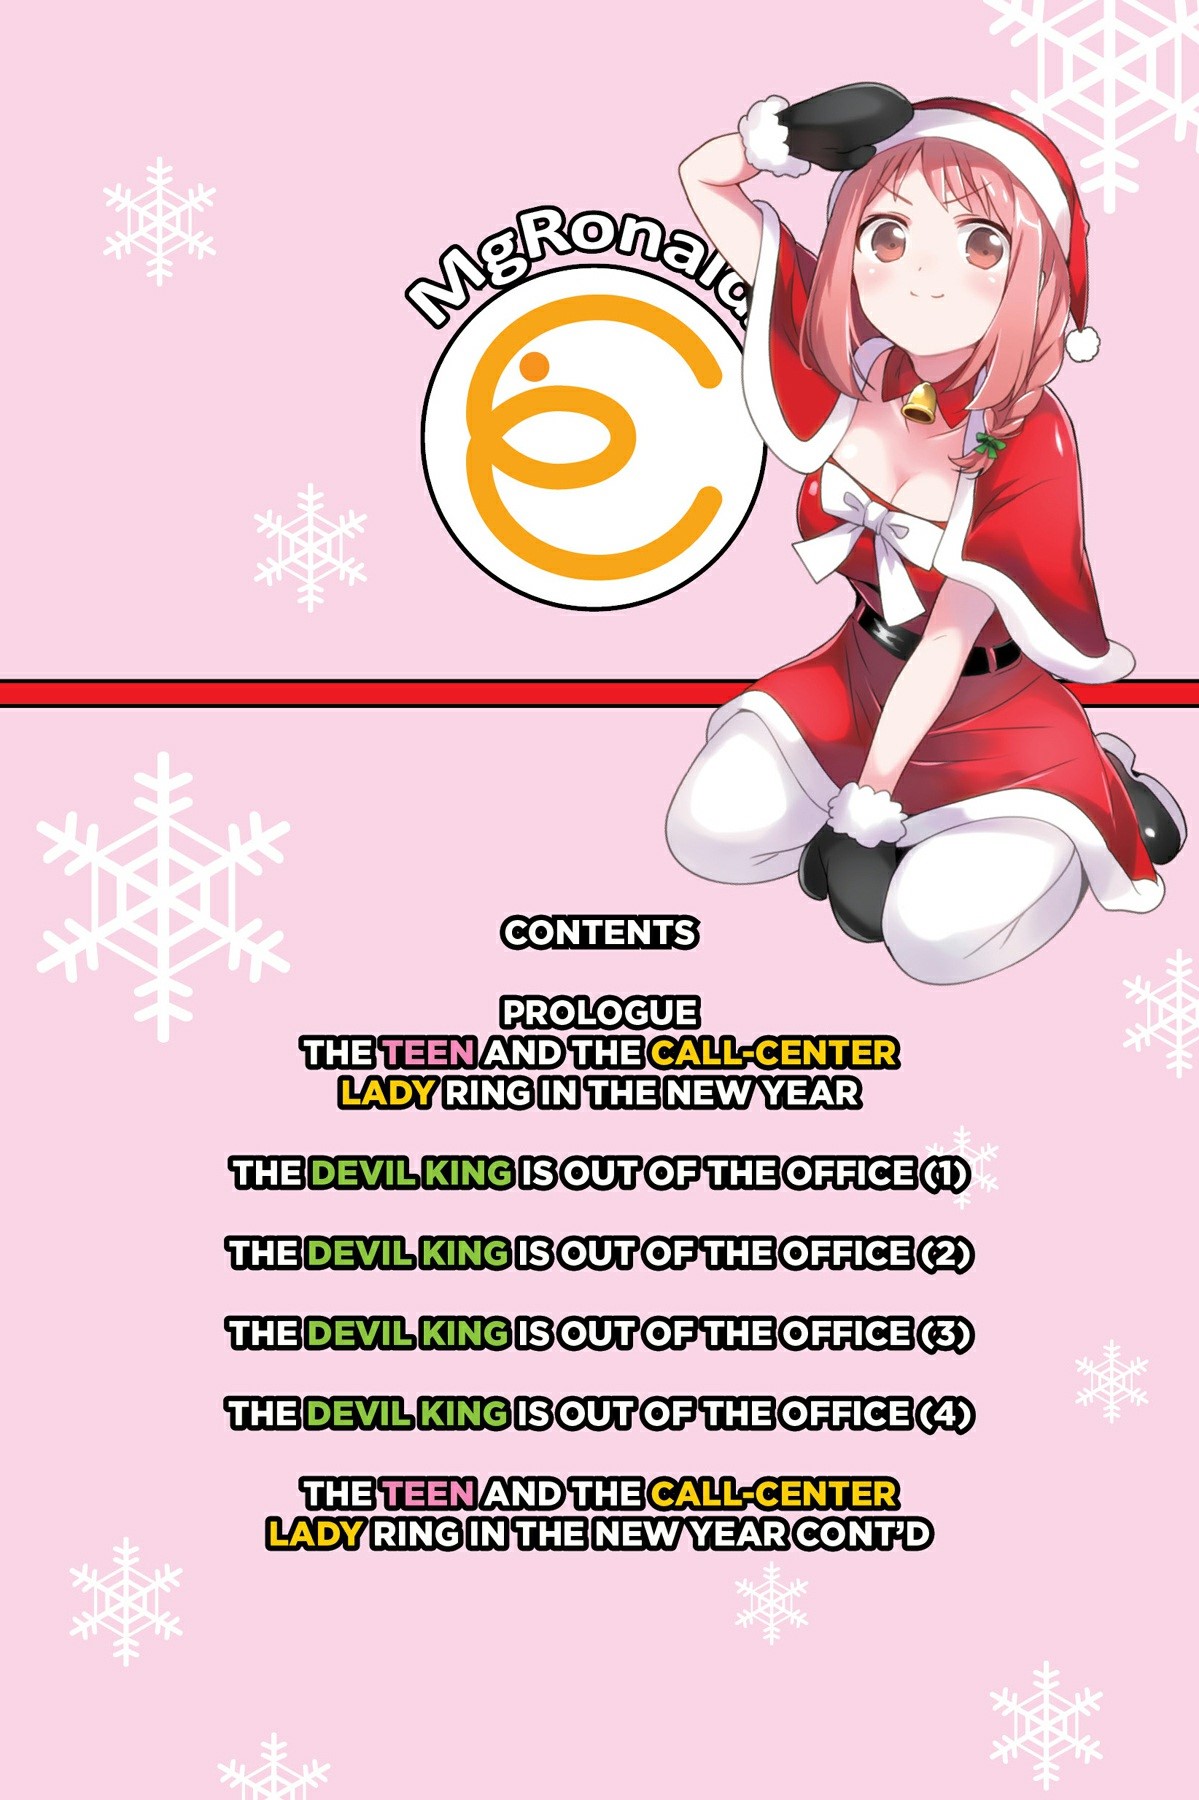 MgRonald
CONTENTS
PROLOGUE
THE TEEN AND THE CALL-CENTER
LADY RING IN THE NEW YEAR
THE DEVIL KING IS OUT OF THE OFFICE (1)
THE DEVIL KING IS OUT OF THE OFFICE (2)
THE DEVIL KING IS OUT OF THE OFFICE (3)
THE DEVIL KING IS OUT OF THE OFFICE (4)
THE TEEN AND THE CALL-CENTER
LADY RING IN THE NEW YEAR CONT'D